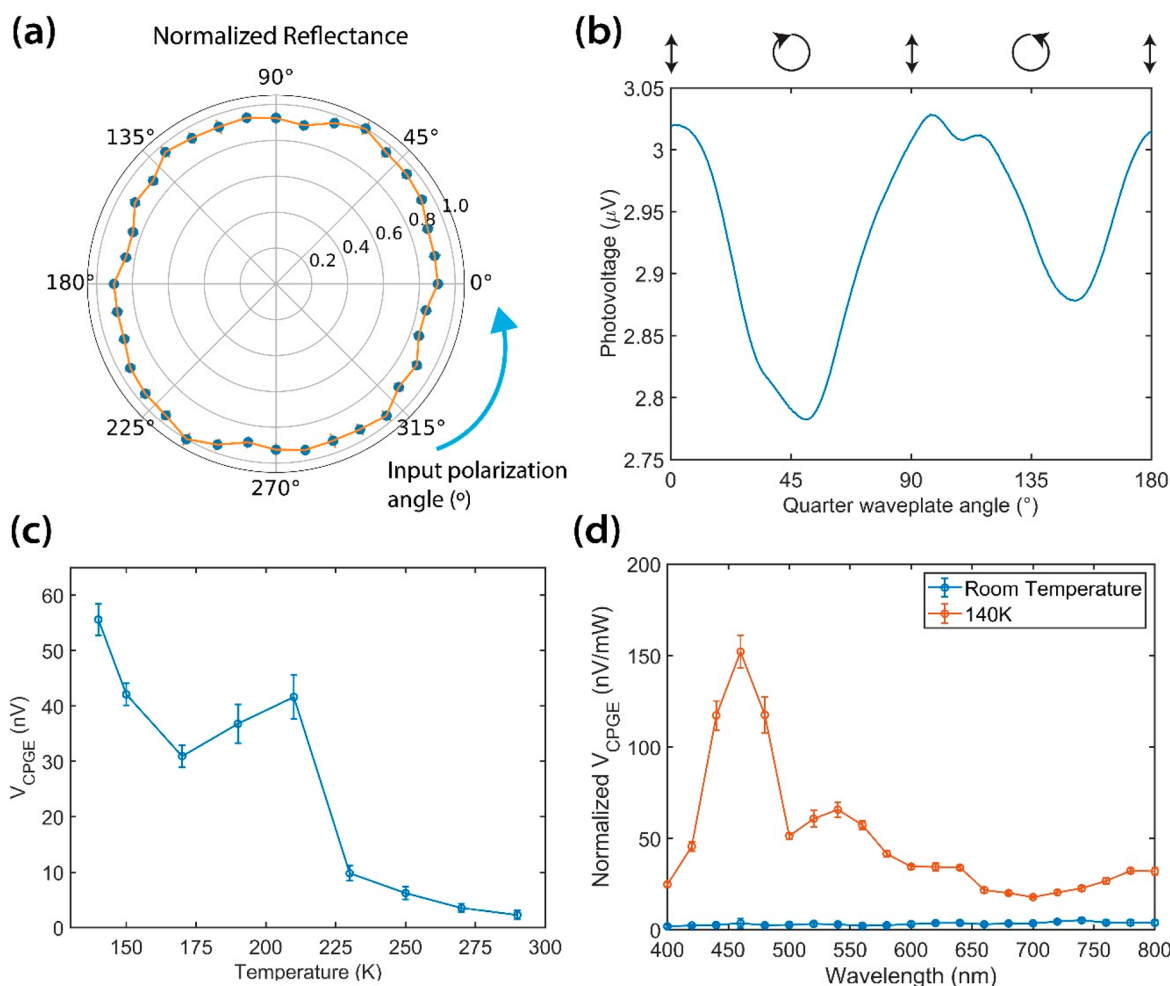 (a)
Normalized Reflectance
90°
135°
45°
1.0
0.8
0.6
0.4
0.2
180°
0°
225°
315°
270°
Input polarization
angle (º)
(b)
3.05
3
2.95
2.9
2.85
2.8
2.75
Photovoltage (μV)
0 45 90 135 180
Quarter waveplate angle (°)
(c)
60
50
40
30
20
10
0
V_CPGE (nV)
150 175 200 225 250 275 300
Temperature (K)
(d)
200
150
100
50
0
Normalized V_CPGE (nV/mW)
Room Temperature
140K
400 450 500 550 600 650 700 750 800
Wavelength (nm)